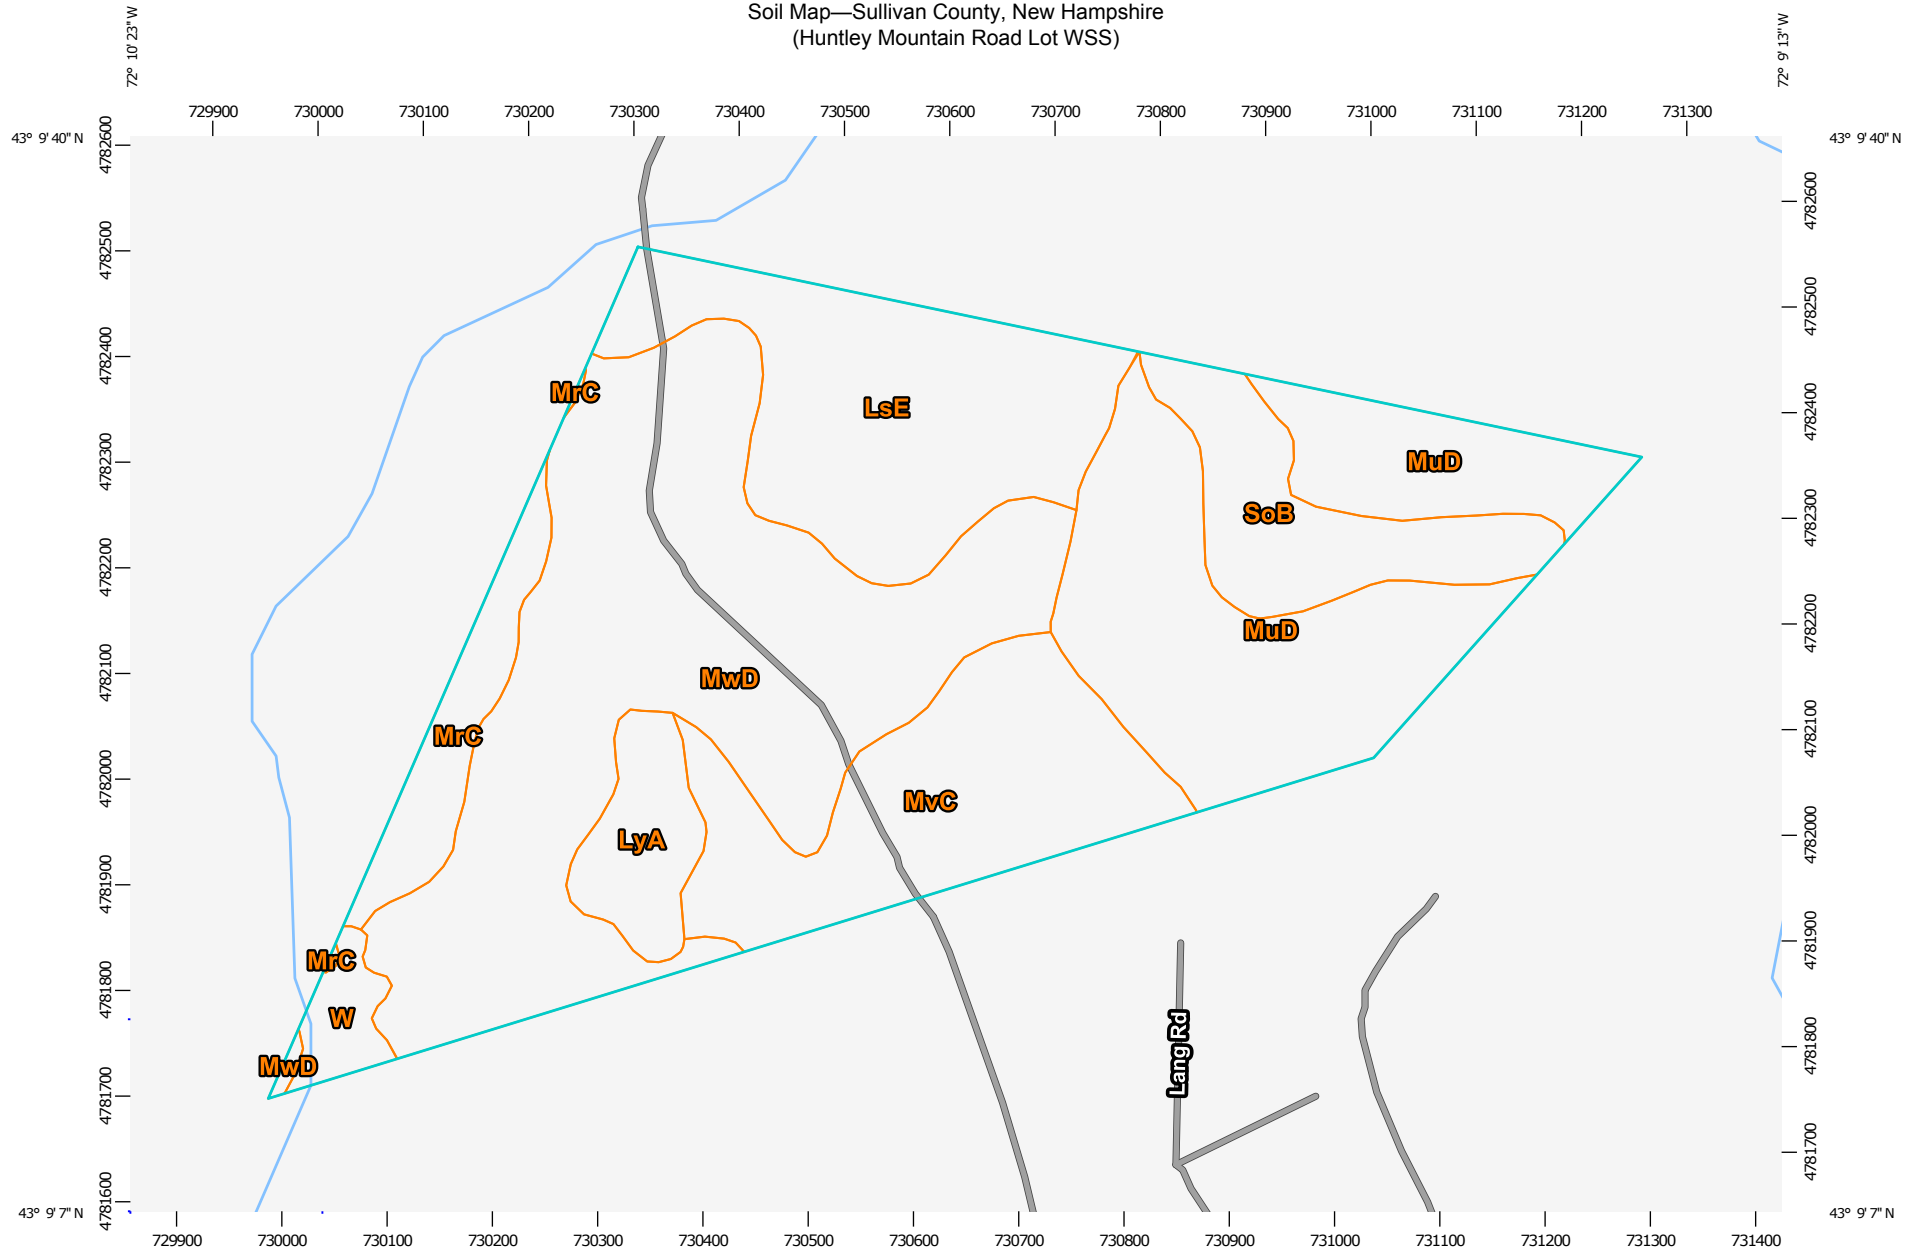 Soil Map—Sullivan County, New Hampshire
(Huntley Mountain Road Lot WSS)
72° 10' 23'' W
72° 9' 13'' W
729900 730000 730100 730200 730300 730400 730500 730600 730700 730800 730900 731000 731100 731200 731300
43° 9' 40'' N
43° 9' 40'' N
4782600
4782500
4782400
4782300
4782200
4782100
4782000
4781900
4781800
4781700
4781600
4782600
4782500
4782400
4782300
4782200
4782100
4782000
4781900
4781800
4781700
MrC
LsE
MuD
SoB
MuD
MwD
MrC
MvC
LyA
MrC
W
MwD
Lang Rd
43° 9' 7'' N
43° 9' 7'' N
729900 730000 730100 730200 730300 730400 730500 730600 730700 730800 730900 731000 731100 731200 731300 731400